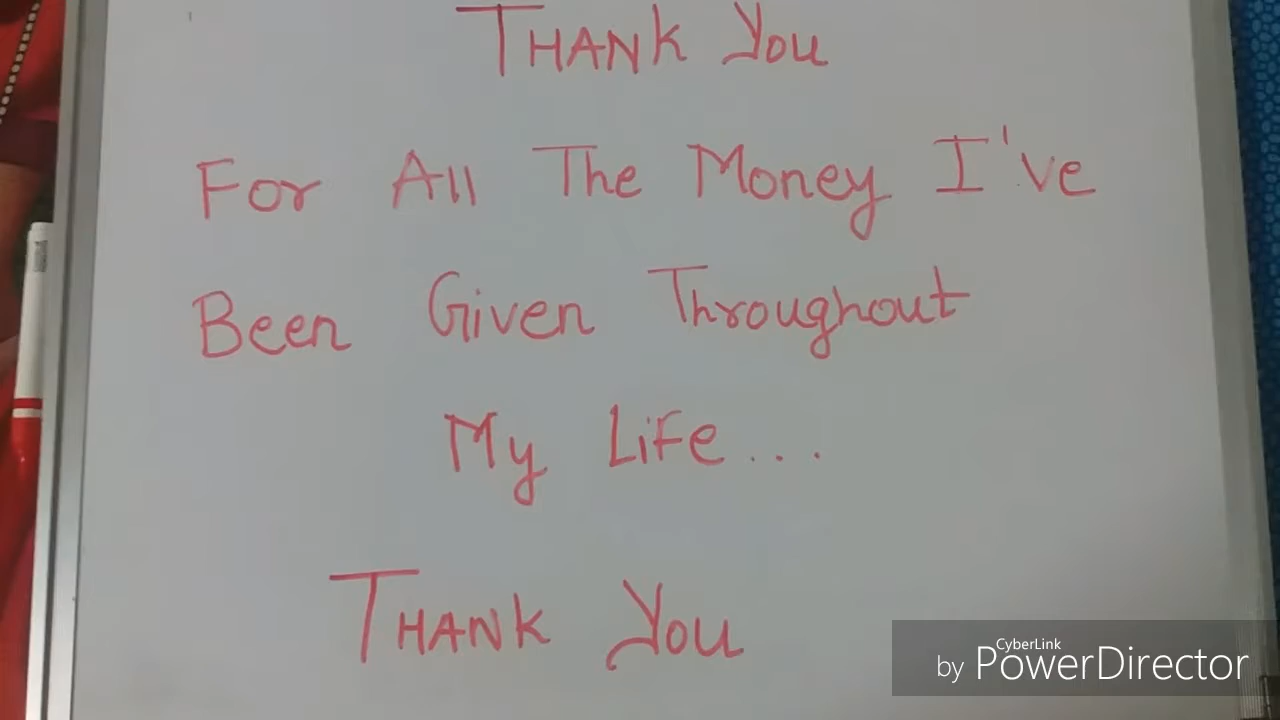 THANK YOU
For All The Money I've
Been Given Throughout
My Life...
THANK YOU
CyberLink
by PowerDirector